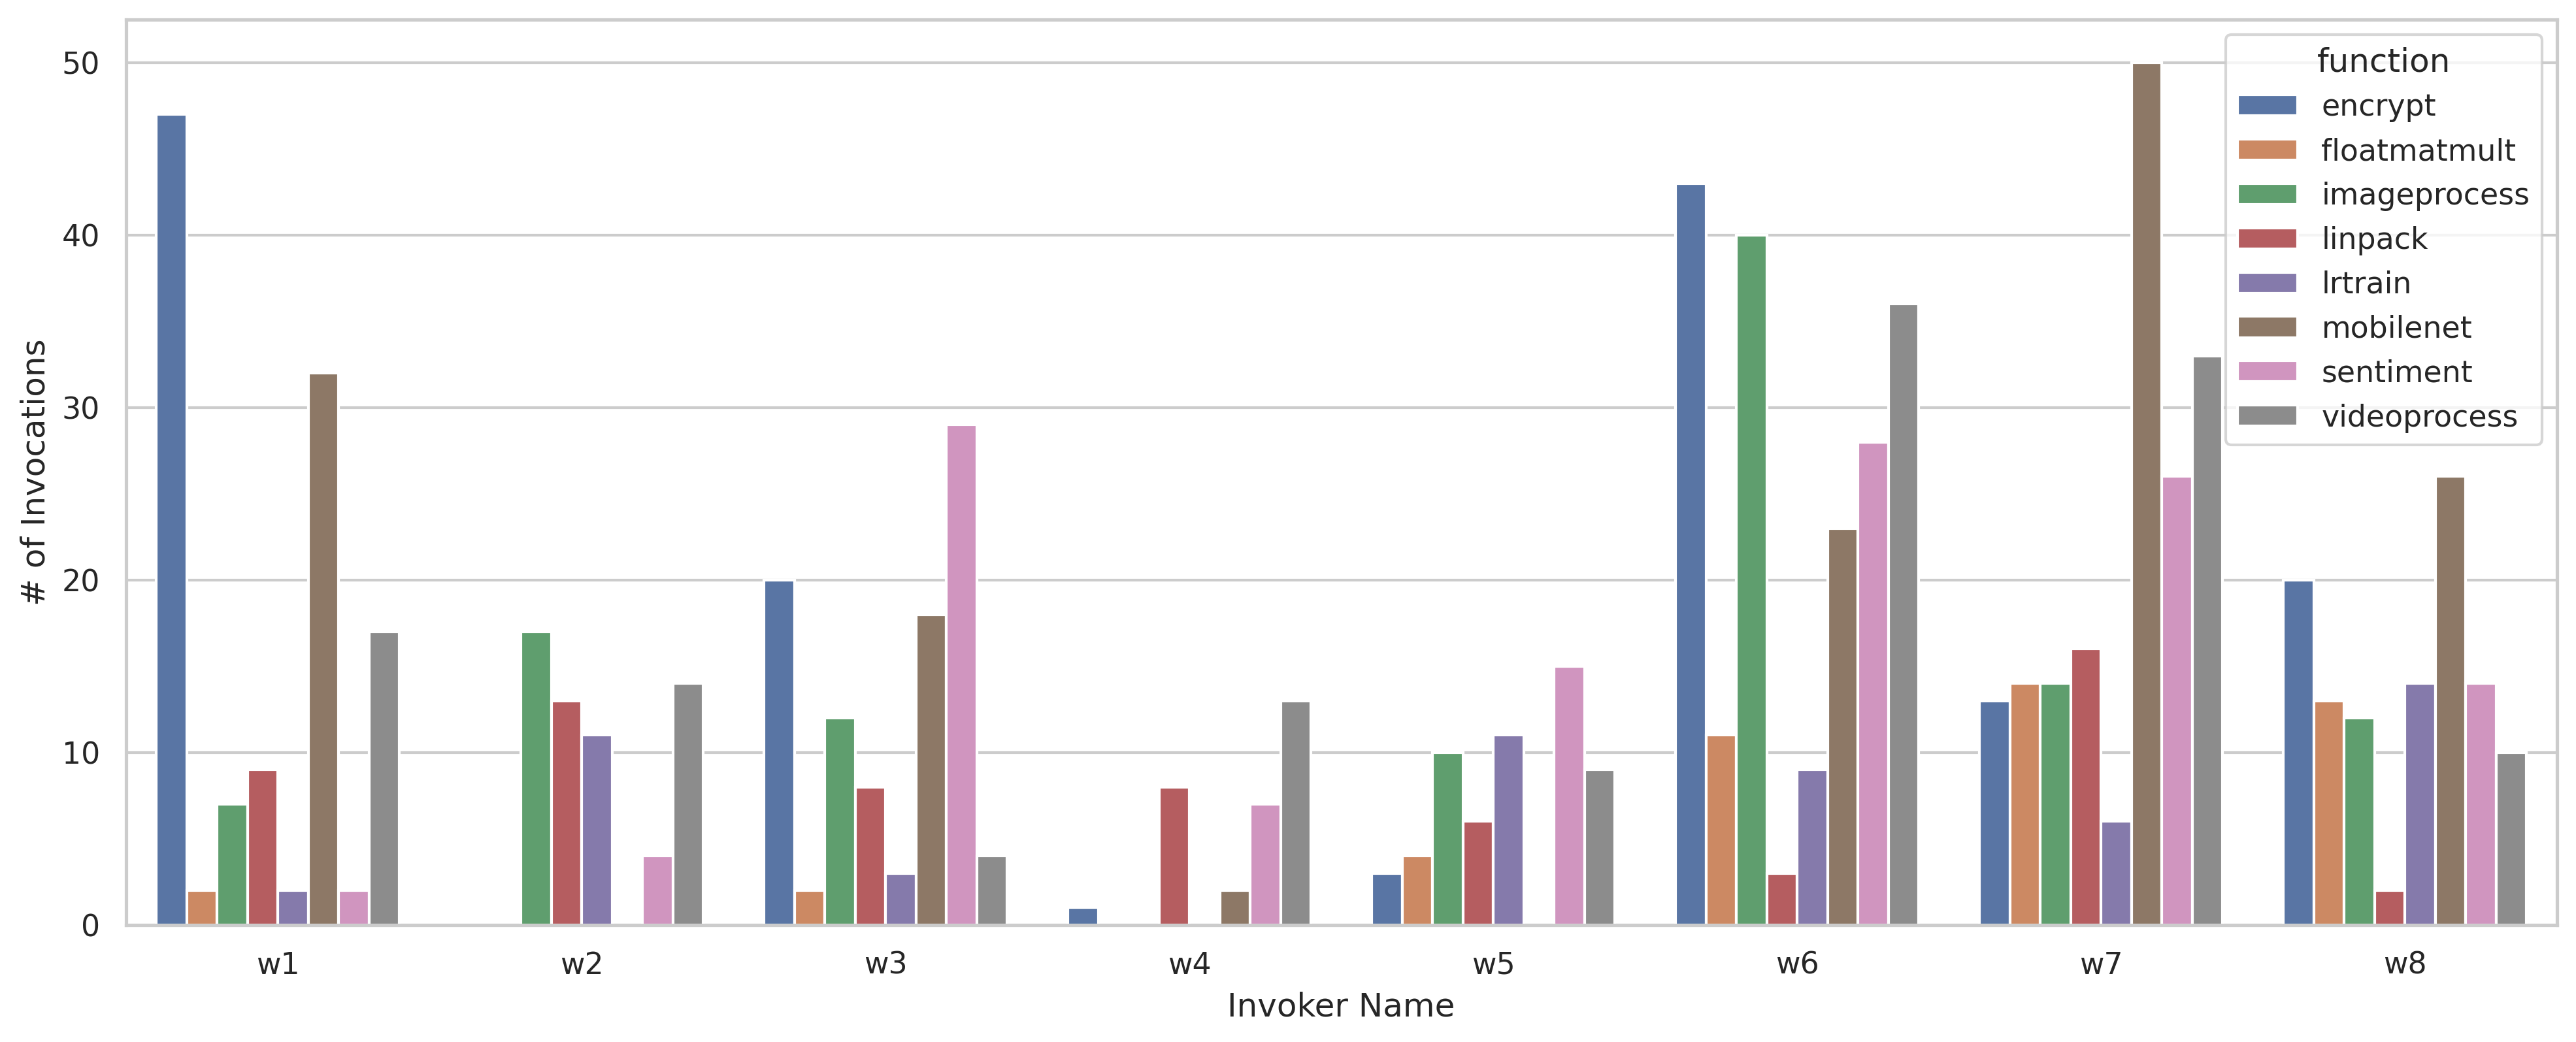 50
40
30
20
10
0
# of Invocations
function
encrypt
floatmatmult
imageprocess
linpack
lrtrain
mobilenet
sentiment
videoprocess
w1 w2 w3 w4 w5 w6 w7 w8
Invoker Name